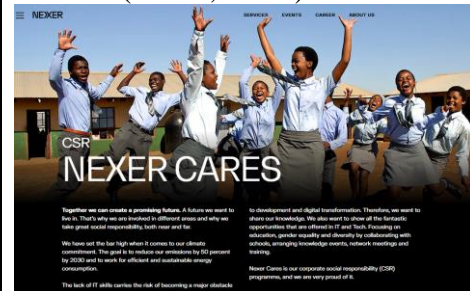 NEXER
SERVICES EVENTS CAREER ABOUT US
CSR
NEXER CARES
Together we can create a promising future. A future we want to
live in. That's why we are involved in different areas and why we
take great social responsibility, both near and far.
We have set the bar high when it comes to our climate
commitment. The goal is to reduce our emissions by 50 percent
by 2030 and to work for efficient and sustainable energy
consumption.
The lack of IT skills carries the risk of becoming a major obstacle
to development and digital transformation. Therefore, we want to
share our knowledge. We also want to show all the fantastic
opportunities that are offered in IT and Tech. Focusing on
education, gender equality and diversity by collaborating with
schools, arranging knowledge events, network meetings and
training.
Nexer Cares is our corporate social responsibility (CSR)
programme, and we are very proud of it.